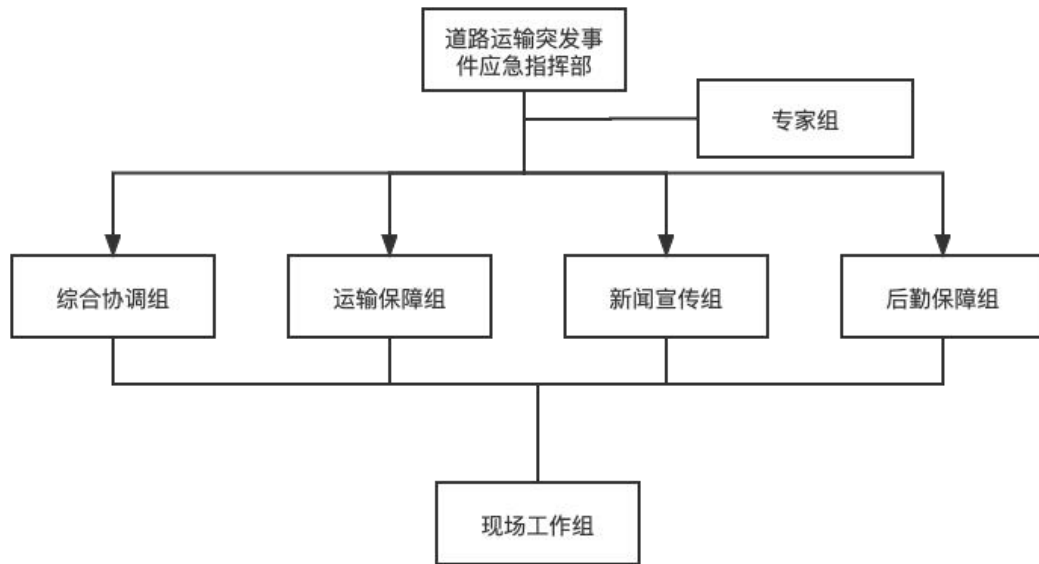 道路运输突发事
件应急指挥部
专家组
综合协调组
运输保障组
新闻宣传组
后勤保障组
现场工作组